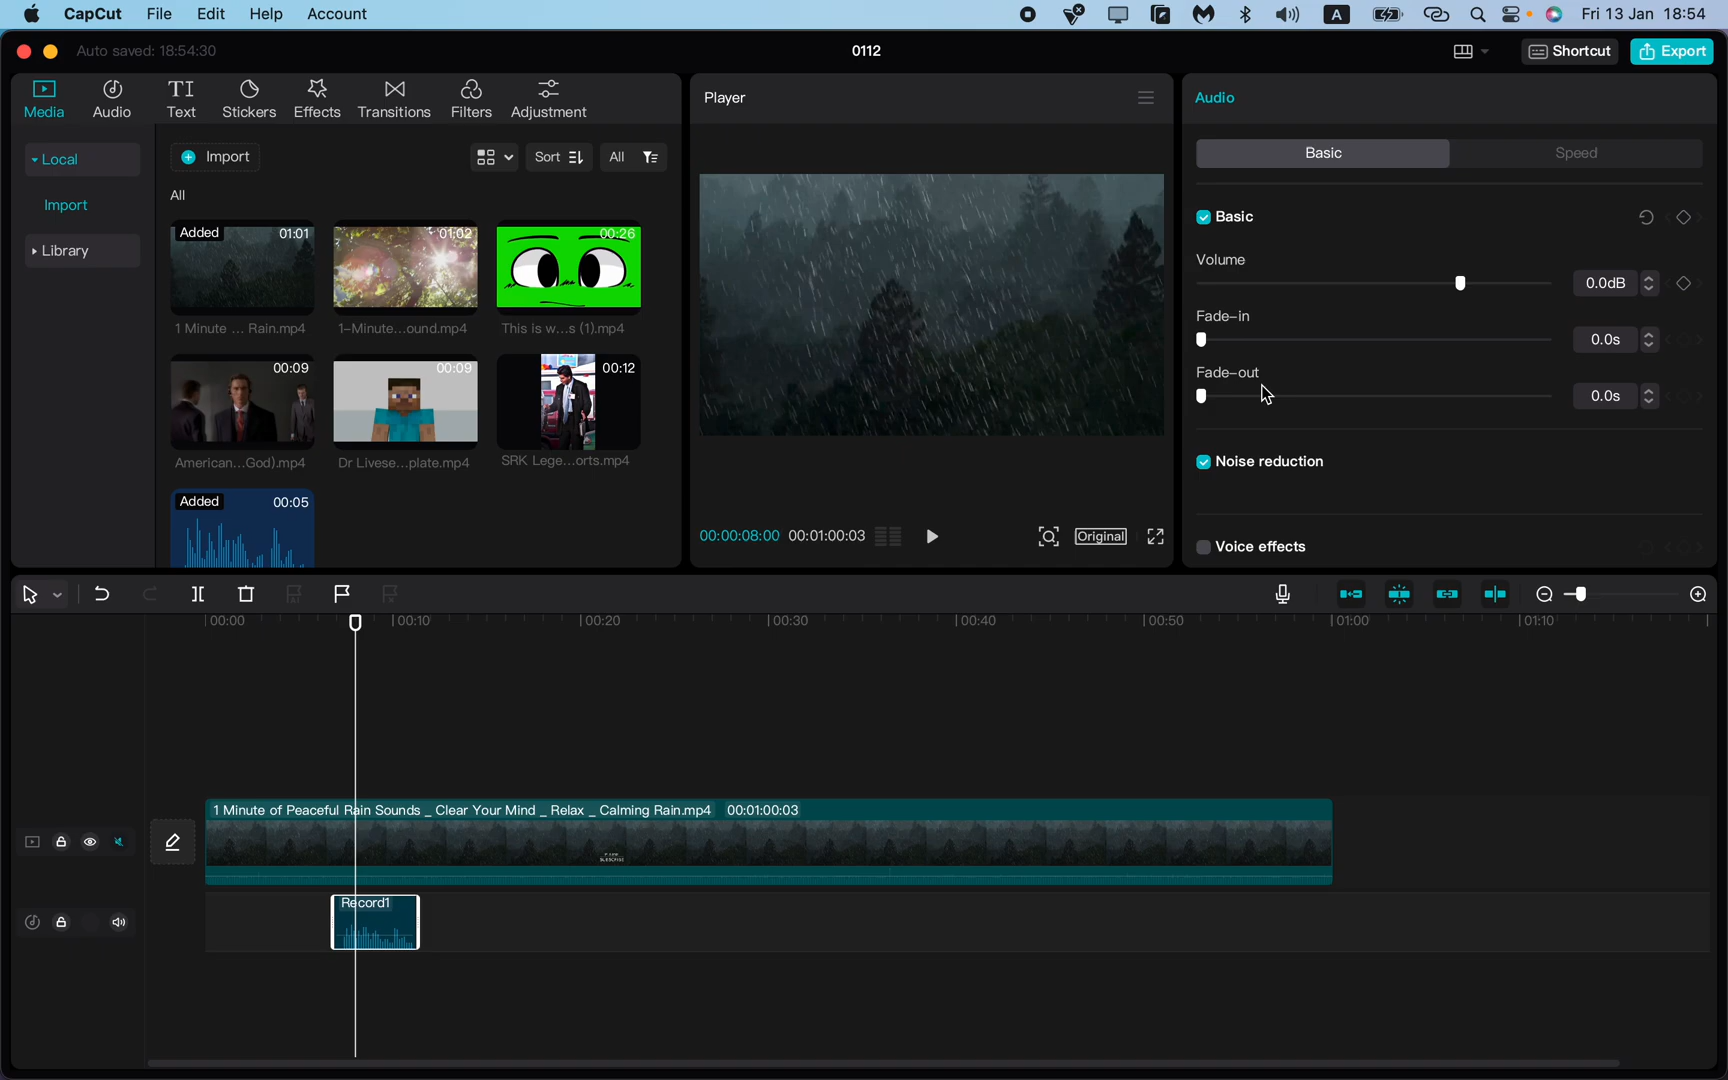 CapCut File Edit Help Account A Fri 13 Jan 18:54
Auto saved: 18:54:30 0112 Shortcut Export
Media Audio Text Stickers Effects Transitions Filters Adjustment
Local
Import
Library
Import Sort All
All
Added 01:01
1 Minute ... Rain.mp4
01:02
1-Minute...ound.mp4
00:26
This is w...s (1).mp4
00:09
American...God).mp4
00:09
Dr Livese...plate.mp4
00:12
SRK Lege...orts.mp4
Added 00:05
Player
00:00:08:00 00:01:00:03 Original
Audio
Basic Speed
Basic
Volume
0.0dB
Fade-in
0.0s
Fade-out
0.0s
Noise reduction
Voice effects
00:00 00:10 00:20 00:30 00:40 00:50 01:00 01:10
1 Minute of Peaceful Rain Sounds _ Clear Your Mind _ Relax _ Calming Rain.mp4 00:01:00:03
Record1